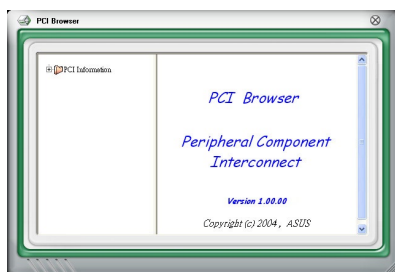 PCI Browser
PCI Information
PCI Browser
Peripheral Component
Interconnect
Version 1.00.00
Copyright (c) 2004, ASUS